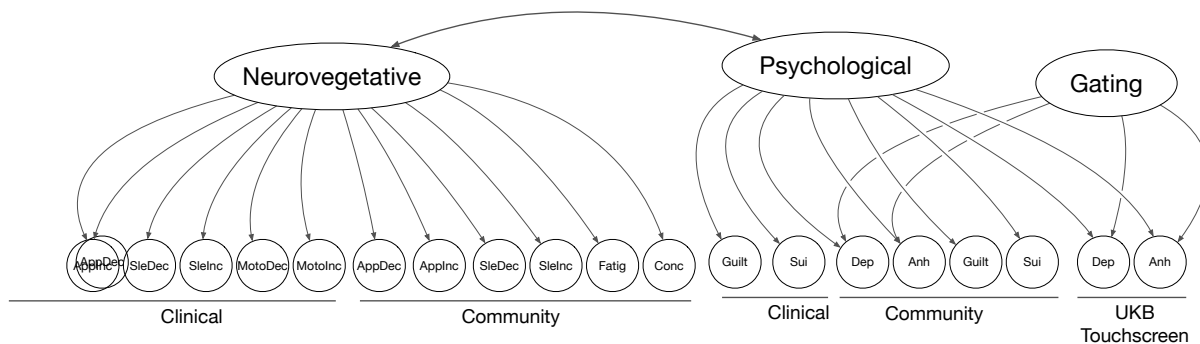 Neurovegetative
Psychological
Gating
AppInc
AppDec
SleDec
SleInc
MotoDec
MotoInc
AppDec
AppInc
SleDec
SleInc
Fatig
Conc
Guilt
Sui
Dep
Anh
Guilt
Sui
Dep
Anh
Clinical
Community
Clinical
Community
UKB
Touchscreen